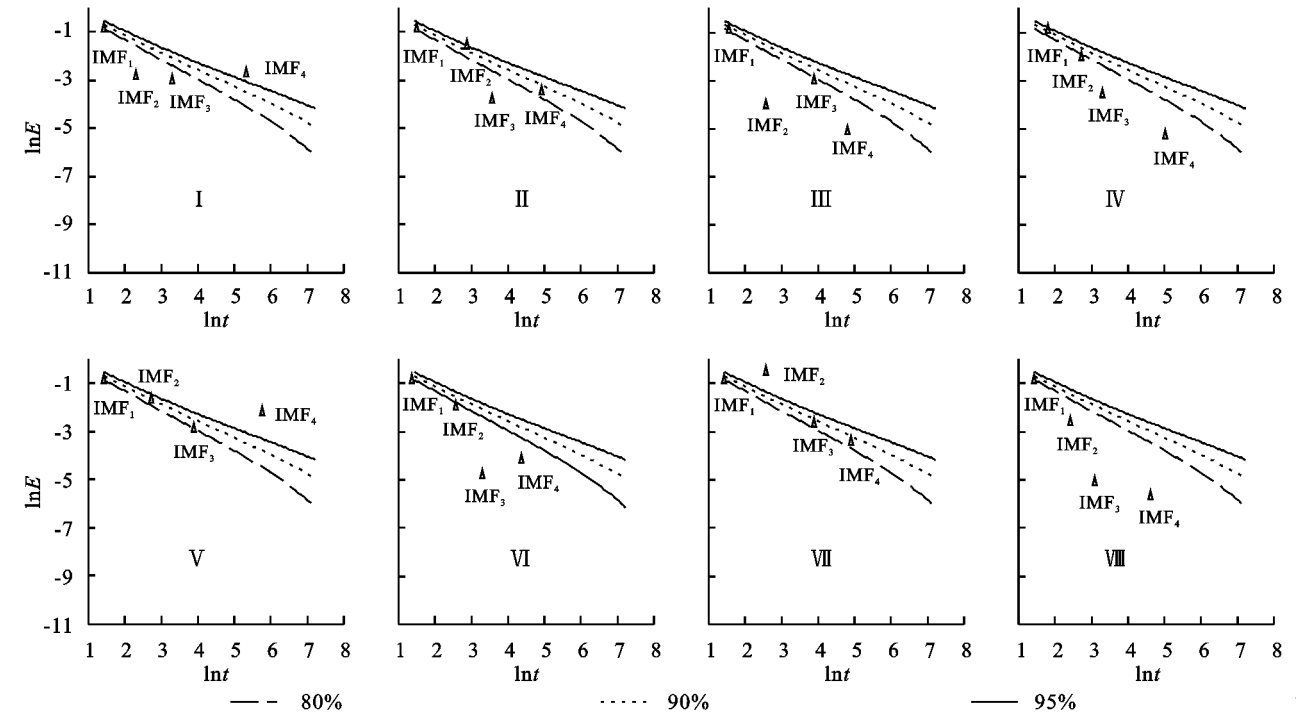 -1
-3
-5
-7
-9
-11
lnE
IMF₁
IMF₂
IMF₃
IMF₄
Ⅰ
1 2 3 4 5 6 7 8
lnt
IMF₁
IMF₂
IMF₃
IMF₄
Ⅱ
1 2 3 4 5 6 7 8
lnt
IMF₁
IMF₂
IMF₃
IMF₄
Ⅲ
1 2 3 4 5 6 7 8
lnt
IMF₁
IMF₂
IMF₃
IMF₄
Ⅳ
1 2 3 4 5 6 7 8
lnt
-1
-3
-5
-7
-9
-11
lnE
IMF₂
IMF₁
IMF₄
IMF₃
Ⅴ
1 2 3 4 5 6 7 8
lnt
IMF₁
IMF₂
IMF₃
IMF₄
Ⅵ
1 2 3 4 5 6 7 8
lnt
IMF₂
IMF₁
IMF₃
IMF₄
Ⅶ
1 2 3 4 5 6 7 8
lnt
IMF₁
IMF₂
IMF₃
IMF₄
Ⅷ
1 2 3 4 5 6 7 8
lnt
80% 90% 95%